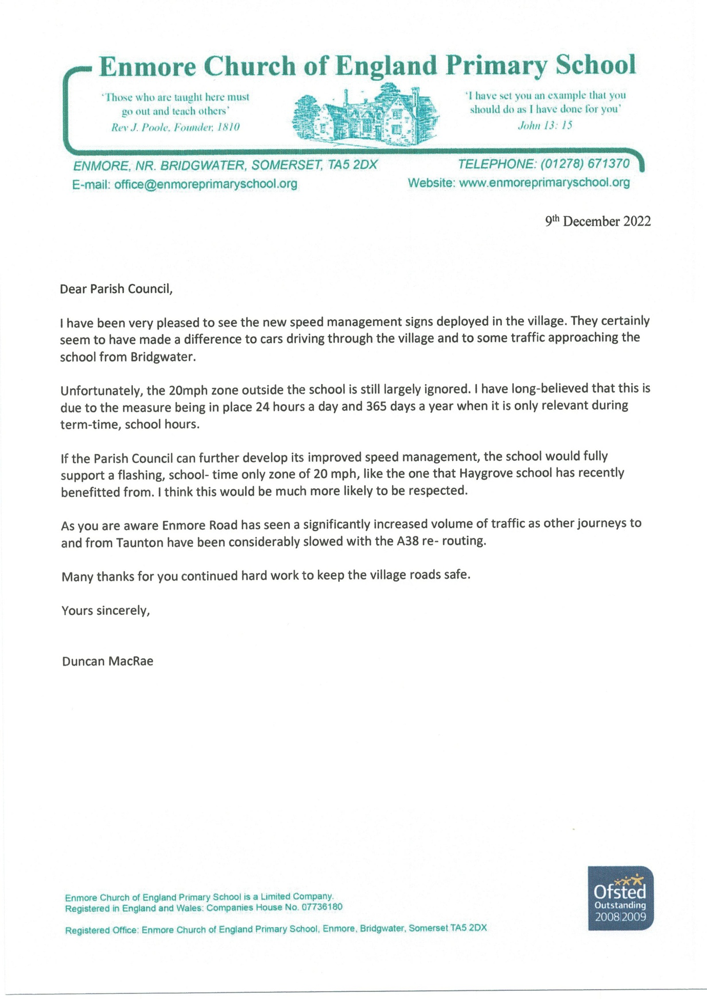 Enmore Church of England Primary School
‘Those who are taught here must
go out and teach others’
Rev J. Poole, Founder, 1810
‘I have set you an example that you
should do as I have done for you’
John 13: 15
ENMORE, NR. BRIDGWATER, SOMERSET, TA5 2DX
TELEPHONE: (01278) 671370
E-mail: office@enmoreprimaryschool.org
Website: www.enmoreprimaryschool.org
9th December 2022
Dear Parish Council,
I have been very pleased to see the new speed management signs deployed in the village. They certainly
seem to have made a difference to cars driving through the village and to some traffic approaching the
school from Bridgwater.
Unfortunately, the 20mph zone outside the school is still largely ignored. I have long-believed that this is
due to the measure being in place 24 hours a day and 365 days a year when it is only relevant during
term-time, school hours.
If the Parish Council can further develop its improved speed management, the school would fully
support a flashing, school- time only zone of 20 mph, like the one that Haygrove school has recently
benefitted from. I think this would be much more likely to be respected.
As you are aware Enmore Road has seen a significantly increased volume of traffic as other journeys to
and from Taunton have been considerably slowed with the A38 re- routing.
Many thanks for you continued hard work to keep the village roads safe.
Yours sincerely,
Duncan MacRae
Enmore Church of England Primary School is a Limited Company.
Registered in England and Wales: Companies House No. 07736180
Registered Office: Enmore Church of England Primary School, Enmore, Bridgwater, Somerset TA5 2DX
Ofsted
Outstanding
2008|2009